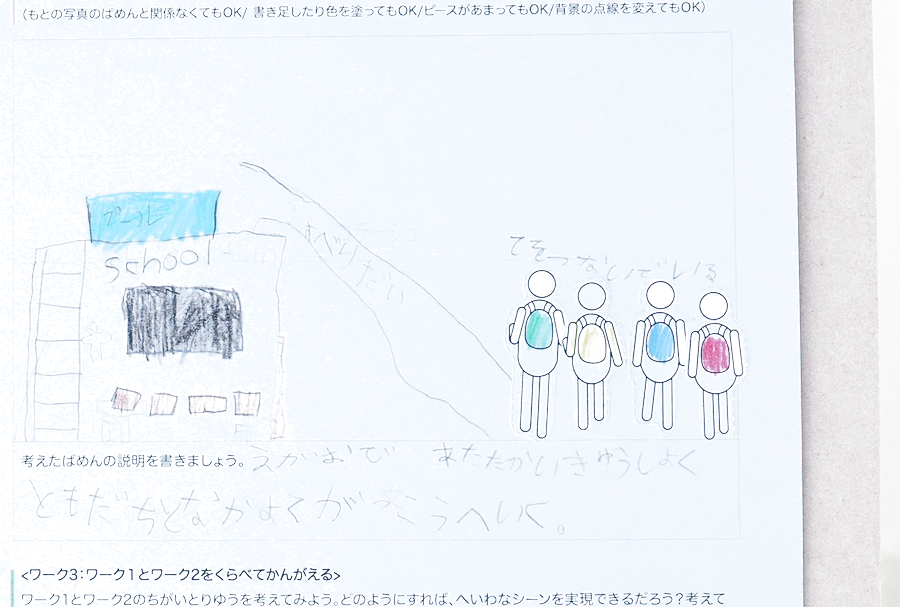 （もとの写真のばめんと関係なくてもOK/ 書き足したり色を塗ってもOK/ピースがあまってもOK/背景の点線を変えてもOK）
プール
school
すべりだい
てをつないでいる
考えたばめんの説明を書きましょう。えがおで あたたかいきゅうしょく
ともだちとなかよくがっこうへいく。
<ワーク3：ワーク1とワーク2をくらべてかんがえる>
ワーク1とワーク2のちがいとりゆうを考えてみよう。どのようにすれば、へいわなシーンを実現できるだろう？考えて